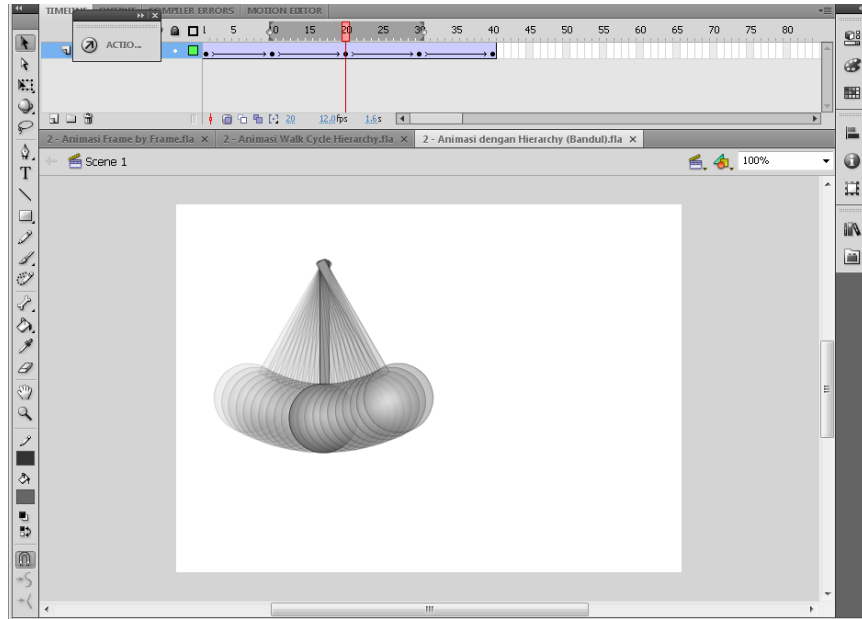 TIMELINE OUTPUT COMPILER ERRORS MOTION EDITOR
ACTIO...
1 5 10 15 20 25 30 35 40 45 50 55 60 65 70 75 80
20 12.0fps 1.6s
2 - Animasi Frame by Frame.fla × 2 - Animasi Walk Cycle Hierarchy.fla × 2 - Animasi dengan Hierarchy (Bandul).fla ×
Scene 1 100%
T